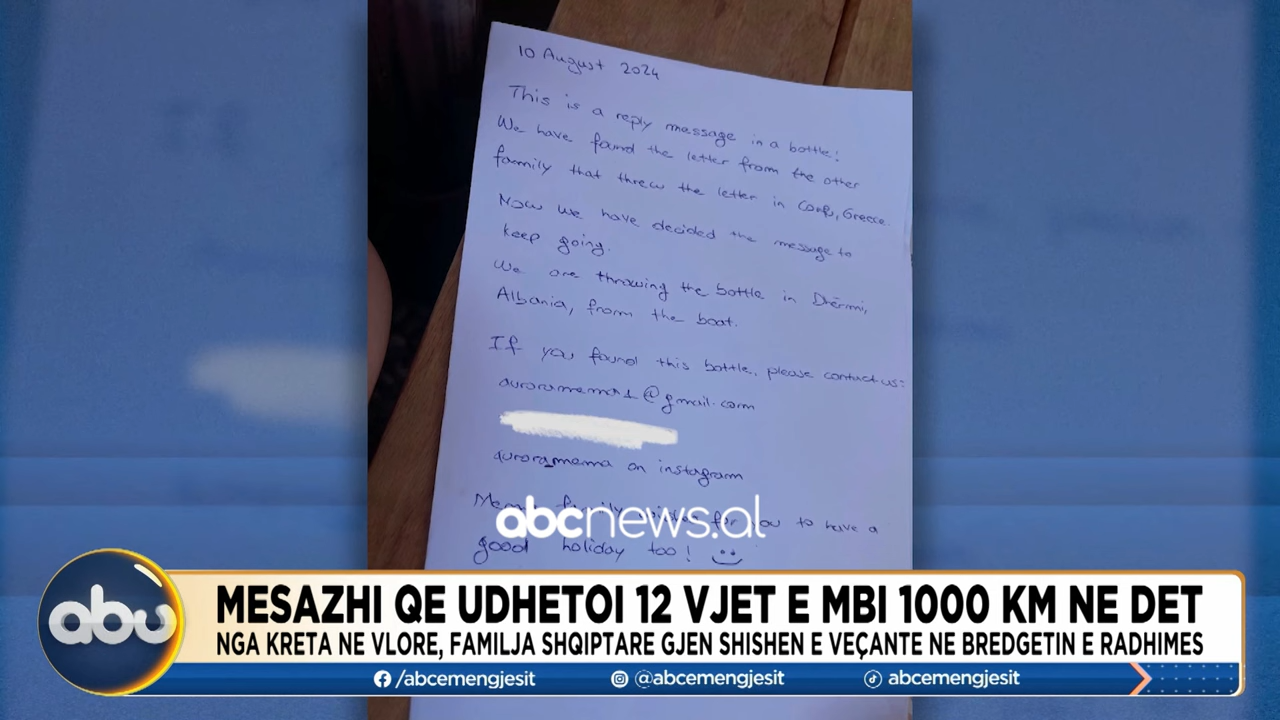 10 August 2024
This is a reply message in a bottle!
We have found the letter from the other
family that threw the letter in Corfu, Greece.
Now we have decided the message to
keep going.
We are throwing the bottle in Dhërmi,
Albania, from the boat.
If you found this bottle, please contact us:
auroramema1@gmail.com
auroramema on instagram
family for you to have a
good holiday too!
abcnews.al
abc
MESAZHI QE UDHETOI 12 VJET E MBI 1000 KM NE DET
NGA KRETA NE VLORE, FAMILJA SHQIPTARE GJEN SHISHEN E VEÇANTE NE BREDGETIN E RADHIMES
/abcemengjesit
@abcemengjesit
abcemengjesit